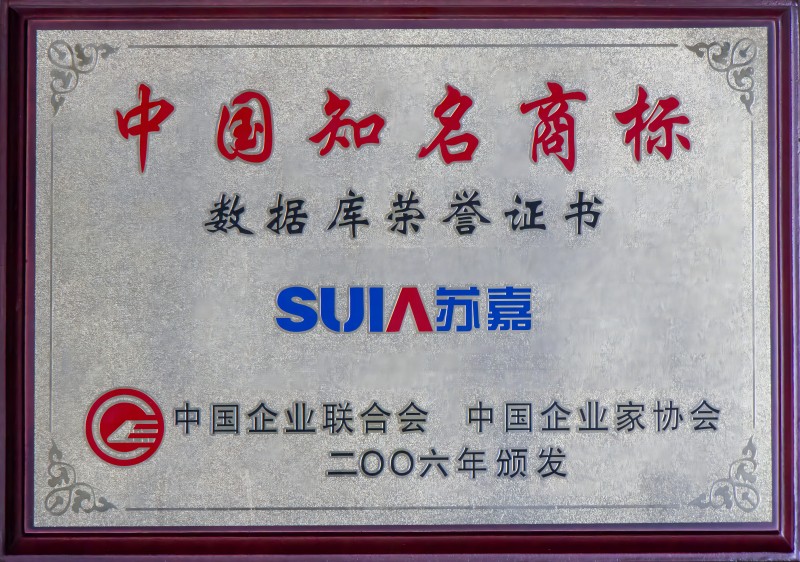 中国知名商标
数据库荣誉证书
SUJIA苏嘉
中国企业联合会 中国企业家协会
二〇〇六年颁发